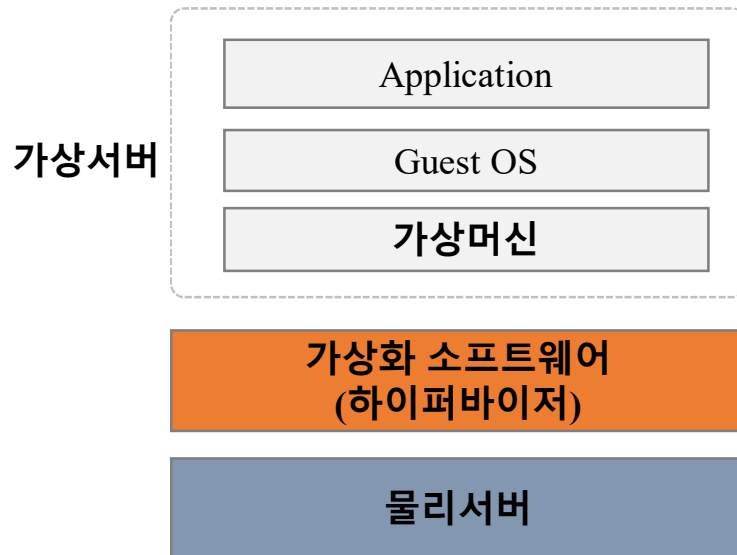 Application
가상서버
Guest OS
가상머신
가상화 소프트웨어
(하이퍼바이저)
물리서버